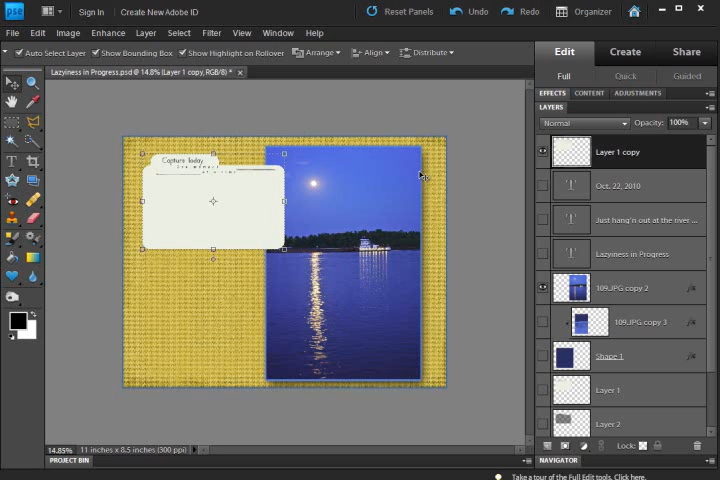 pse Sign In Create New Adobe ID Reset Panels Undo Redo Organizer
File Edit Image Enhance Layer Select Filter View Window Help
Auto Select Layer Show Bounding Box Show Highlight on Rollover Arrange Align Distribute
Edit Create Share
Full Quick Guided
Lazyiness in Progress.psd @ 14.8% (Layer 1 copy, RGB/8) *
EFFECTS CONTENT ADJUSTMENTS
LAYERS
Normal Opacity: 100%
Layer 1 copy
Capture Today
Oct. 22, 2010
Just hang'n out at the river ...
Lazyiness in Progress
109.JPG copy 2 fx
109.JPG copy 3 fx
Shape 1 fx
Layer 1
Layer 2
Lock:
14.85% 11 inches x 8.5 inches (300 ppi)
PROJECT BIN NAVIGATOR
Take a tour of the Full Edit tools. Click here.